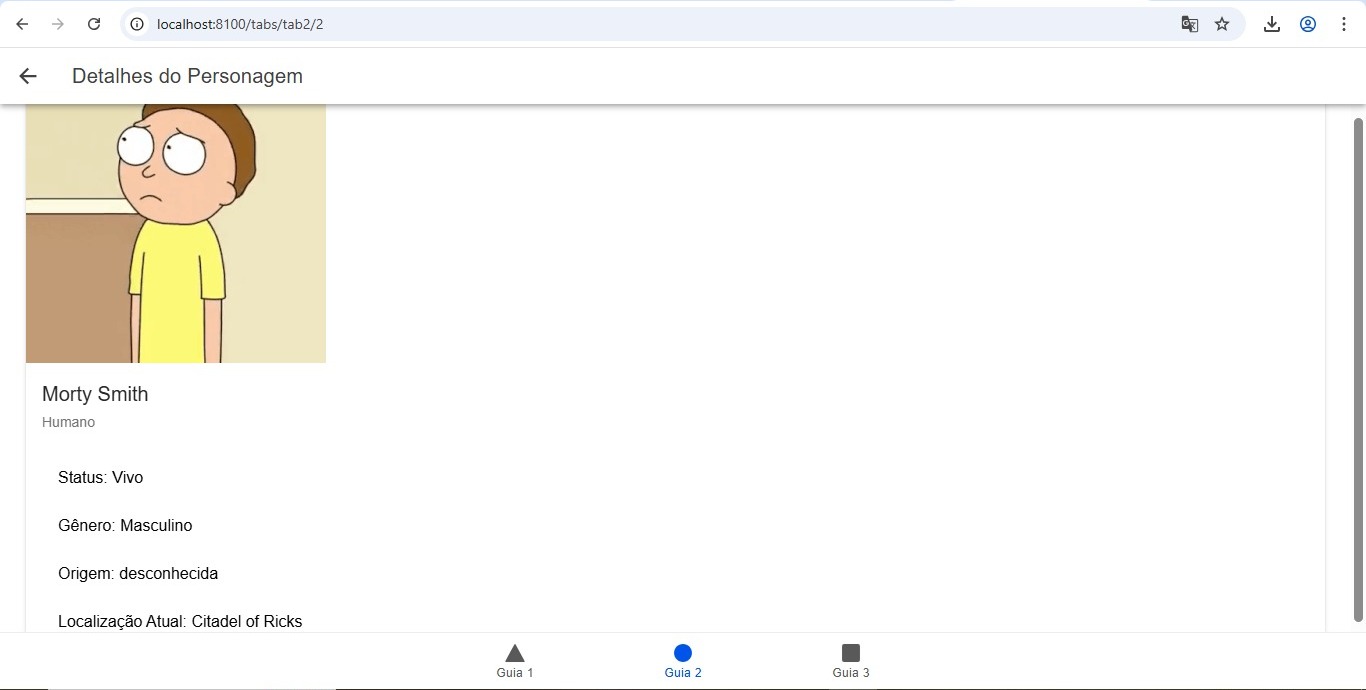 localhost:8100/tabs/tab2/2
Detalhes do Personagem
Morty Smith
Humano
Status: Vivo
Gênero: Masculino
Origem: desconhecida
Localização Atual: Citadel of Ricks
Guia 1
Guia 2
Guia 3